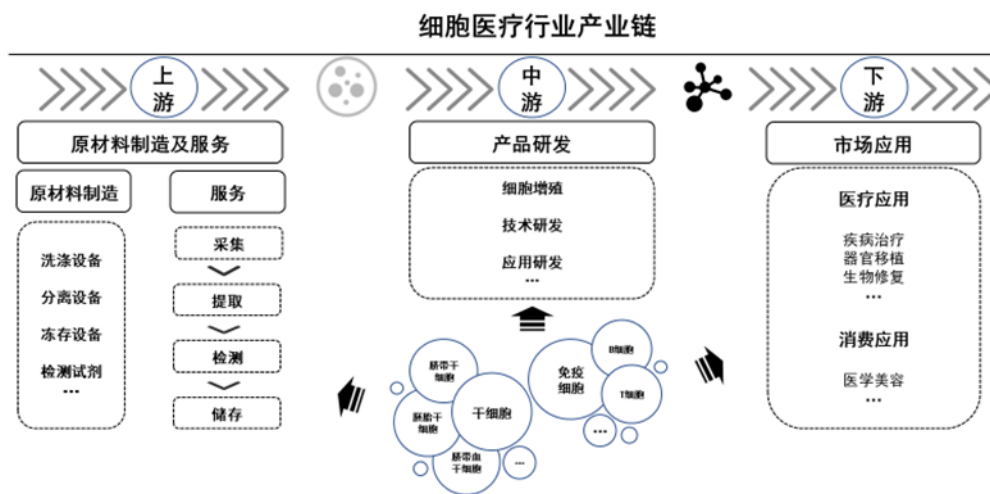 细胞医疗行业产业链
上游
中游
下游
原材料制造及服务
产品研发
市场应用
原材料制造
服务
洗涤设备
分离设备
冻存设备
检测试剂
...
采集
提取
检测
储存
细胞增殖
技术研发
应用研发
...
医疗应用
疾病治疗
器官移植
生物修复
...
消费应用
医学美容
...
脐带干
细胞
胚胎干
细胞
干细胞
脐带血
干细胞
...
免疫
细胞
B细胞
T细胞
...